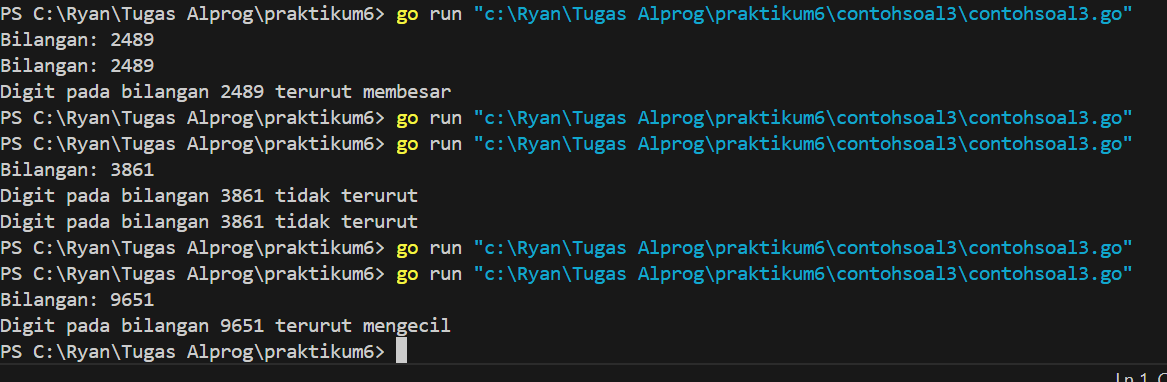 PS C:\Ryan\Tugas Alprog\praktikum6> go run "c:\Ryan\Tugas Alprog\praktikum6\contohsoal3\contohsoal3.go"
Bilangan: 2489
Bilangan: 2489
Digit pada bilangan 2489 terurut membesar
PS C:\Ryan\Tugas Alprog\praktikum6> go run "c:\Ryan\Tugas Alprog\praktikum6\contohsoal3\contohsoal3.go"
PS C:\Ryan\Tugas Alprog\praktikum6> go run "c:\Ryan\Tugas Alprog\praktikum6\contohsoal3\contohsoal3.go"
Bilangan: 3861
Digit pada bilangan 3861 tidak terurut
Digit pada bilangan 3861 tidak terurut
PS C:\Ryan\Tugas Alprog\praktikum6> go run "c:\Ryan\Tugas Alprog\praktikum6\contohsoal3\contohsoal3.go"
PS C:\Ryan\Tugas Alprog\praktikum6> go run "c:\Ryan\Tugas Alprog\praktikum6\contohsoal3\contohsoal3.go"
Bilangan: 9651
Digit pada bilangan 9651 terurut mengecil
PS C:\Ryan\Tugas Alprog\praktikum6>
Ln 1